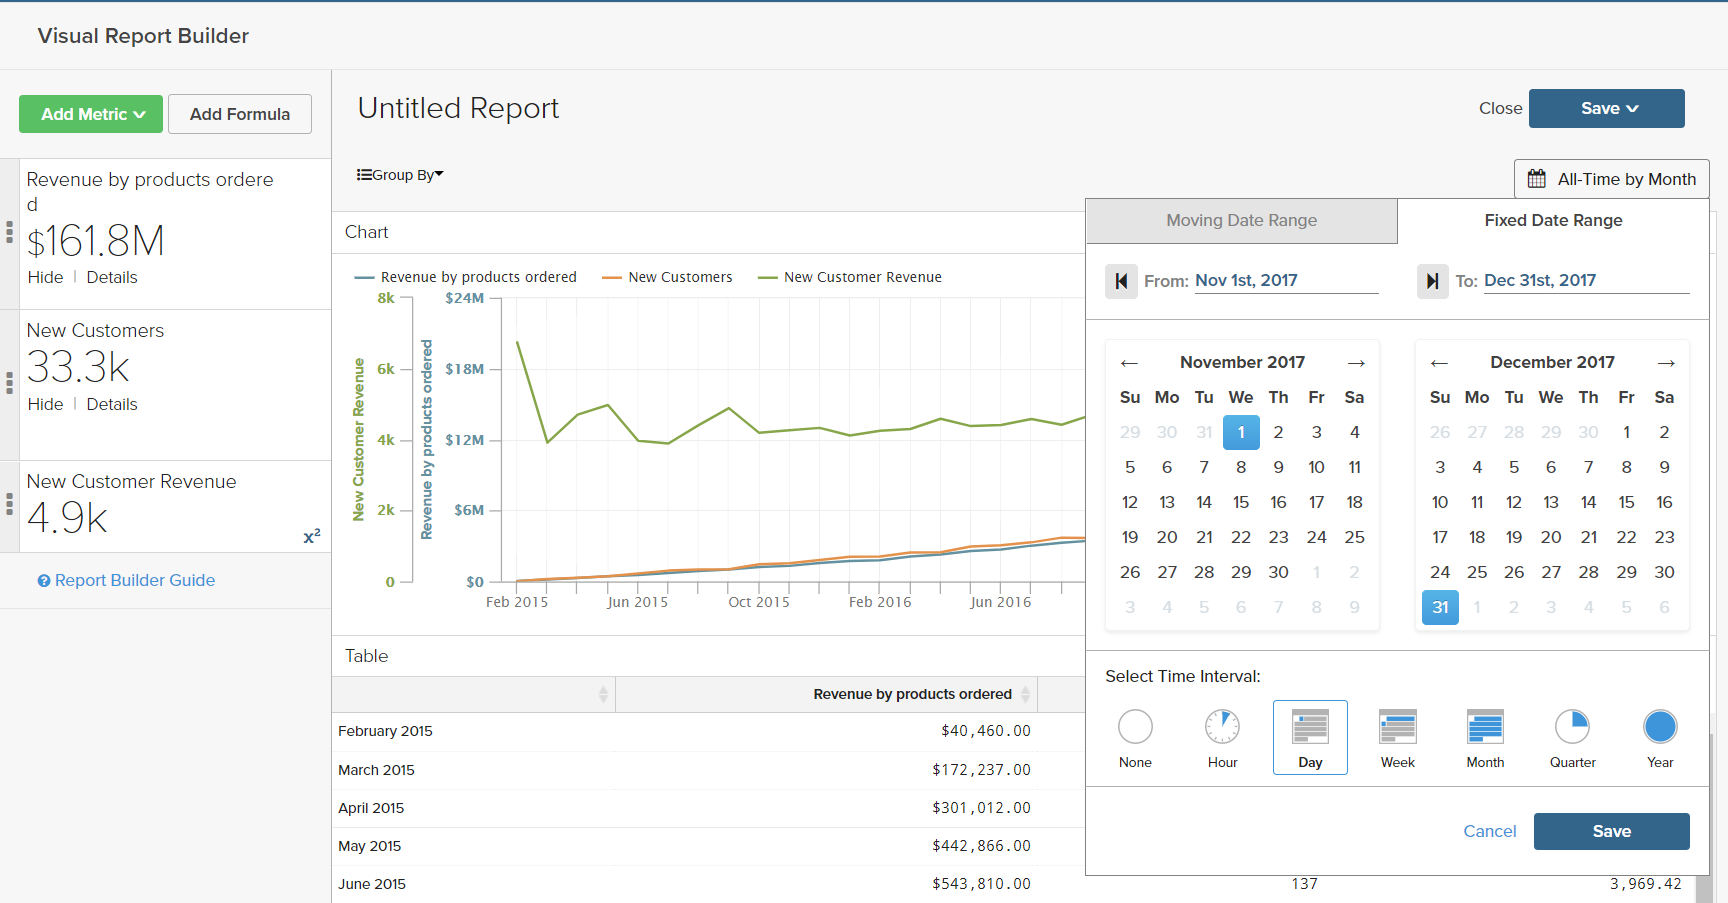 Visual Report Builder
Add Metric
Add Formula
Revenue by products ordere
d
$161.8M
Hide | Details
New Customers
33.3k
Hide | Details
New Customer Revenue
4.9k
x²
Report Builder Guide
Untitled Report
Close
Save
Group By
All-Time by Month
Chart
Revenue by products ordered New Customers New Customer Revenue
New Customer Revenue
8k
6k
4k
2k
0
Revenue by products ordered
$24M
$18M
$12M
$6M
$0
Feb 2015 Jun 2015 Oct 2015 Feb 2016 Jun 2016
Table
Revenue by products ordered
February 2015 $40,460.00
March 2015 $172,237.00
April 2015 $301,012.00
May 2015 $442,866.00
June 2015 $543,810.00 137 3,969.42
Moving Date Range
Fixed Date Range
From: Nov 1st, 2017
To: Dec 31st, 2017
← November 2017 →
Su Mo Tu We Th Fr Sa
29 30 31 1 2 3 4
5 6 7 8 9 10 11
12 13 14 15 16 17 18
19 20 21 22 23 24 25
26 27 28 29 30 1 2
3 4 5 6 7 8 9
← December 2017 →
Su Mo Tu We Th Fr Sa
26 27 28 29 30 1 2
3 4 5 6 7 8 9
10 11 12 13 14 15 16
17 18 19 20 21 22 23
24 25 26 27 28 29 30
31 1 2 3 4 5 6
Select Time Interval:
None Hour Day Week Month Quarter Year
Cancel
Save